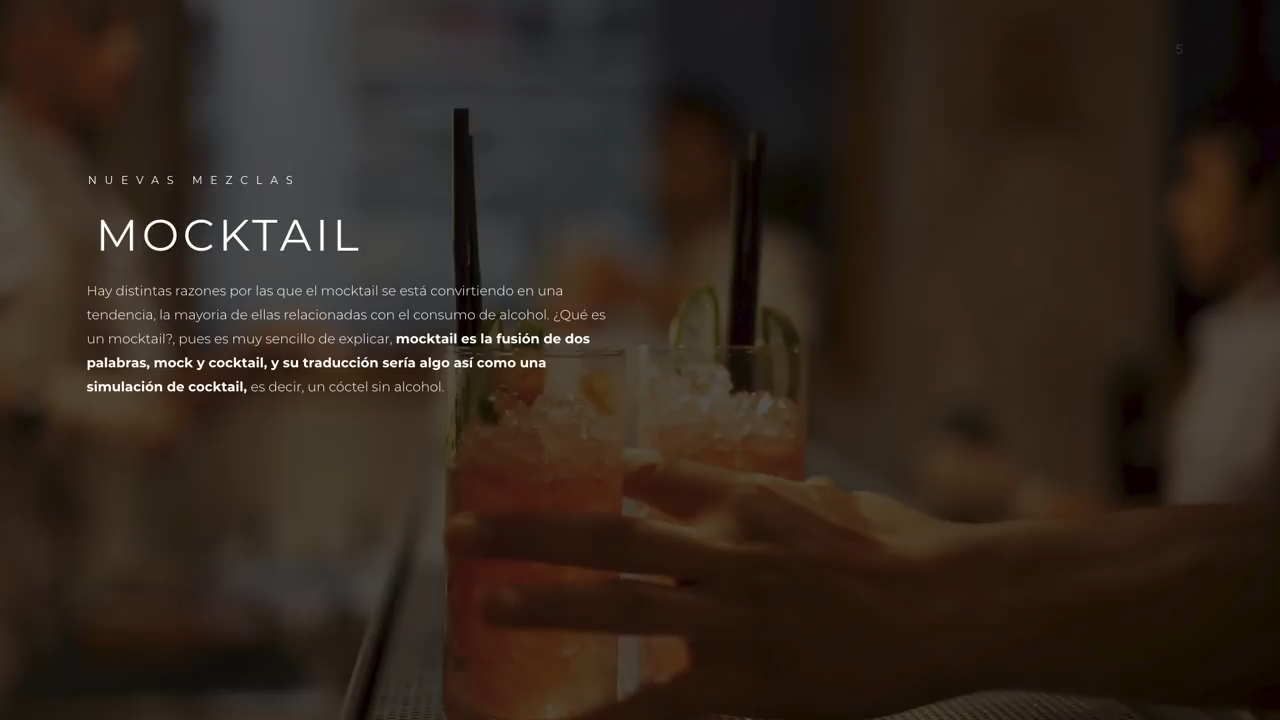 5
NUEVAS MEZCLAS
MOCKTAIL
Hay distintas razones por las que el mocktail se está convirtiendo en una
tendencia, la mayoria de ellas relacionadas con el consumo de alcohol. ¿Qué es
un mocktail?, pues es muy sencillo de explicar, mocktail es la fusión de dos
palabras, mock y cocktail, y su traducción sería algo así como una
simulación de cocktail, es decir, un cóctel sin alcohol.